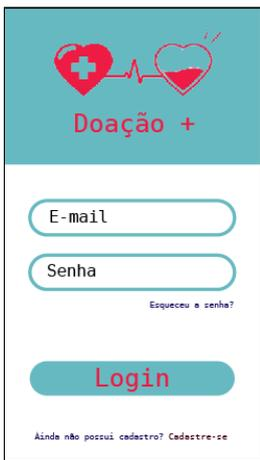 Doação +
E-mail
Senha
Esqueceu a senha?
Login
Ainda não possui cadastro? Cadastre-se